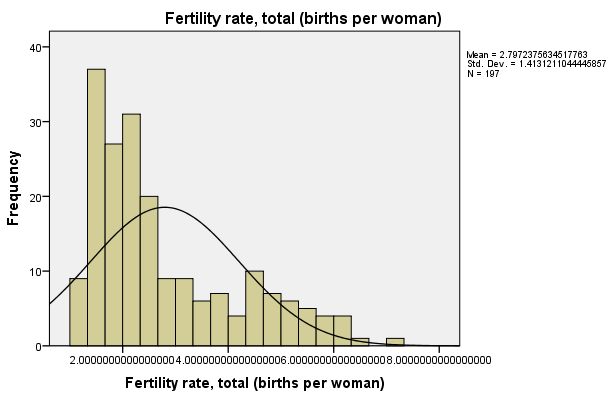 Fertility rate, total (births per woman)
Mean = 2.7972375634517763
Std. Dev. = 1.4131211044445857
N = 197
Frequency
40
30
20
10
0
2.0000000000000000 4.0000000000000000 6.0000000000000000 8.0000000000000000
Fertility rate, total (births per woman)